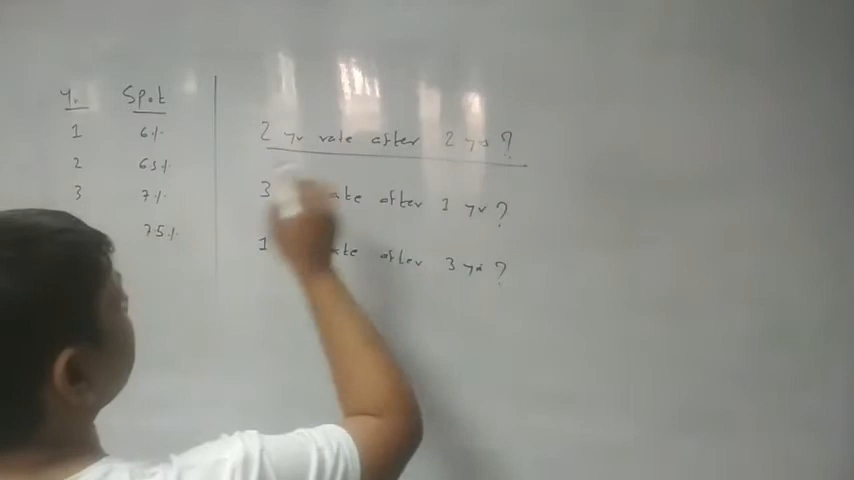 Y. Spot
1 6%
2 6.5%
3 7%
7.5%
2 yr rate after 2 yrs ?
3 ate after 1 yr ?
1 ate after 3 yrs ?